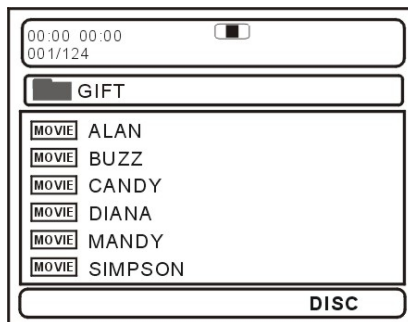 00:00 00:00
001/124
GIFT
MOVIE ALAN
MOVIE BUZZ
MOVIE CANDY
MOVIE DIANA
MOVIE MANDY
MOVIE SIMPSON
DISC